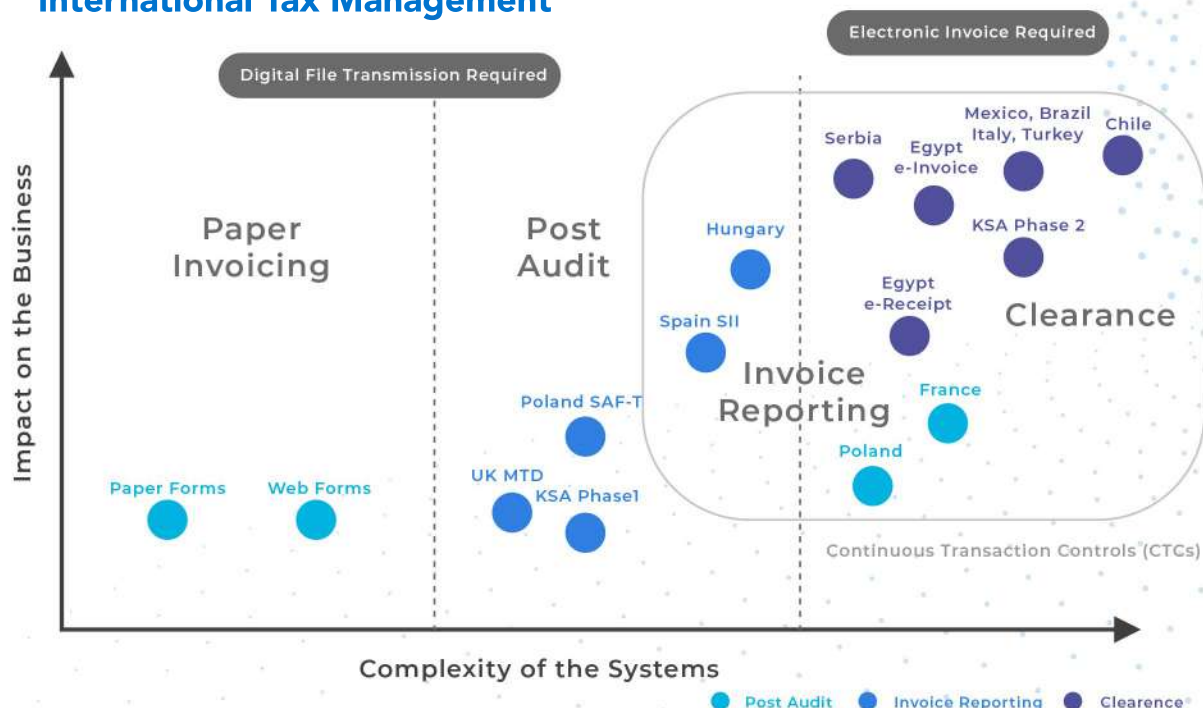 International Tax Management
Electronic Invoice Required
Digital File Transmission Required
Impact on the Business
Paper
Invoicing
Post
Audit
Serbia
Egypt
e-Invoice
Mexico, Brazil
Italy, Turkey
Chile
KSA Phase 2
Hungary
Egypt
e-Receipt
Clearance
Spain SII
Invoice
Reporting
France
Poland SAF-T
Poland
UK MTD
KSA Phase1
Paper Forms
Web Forms
Continuous Transaction Controls (CTCs)
Complexity of the Systems
Post Audit
Invoice Reporting
Clearence